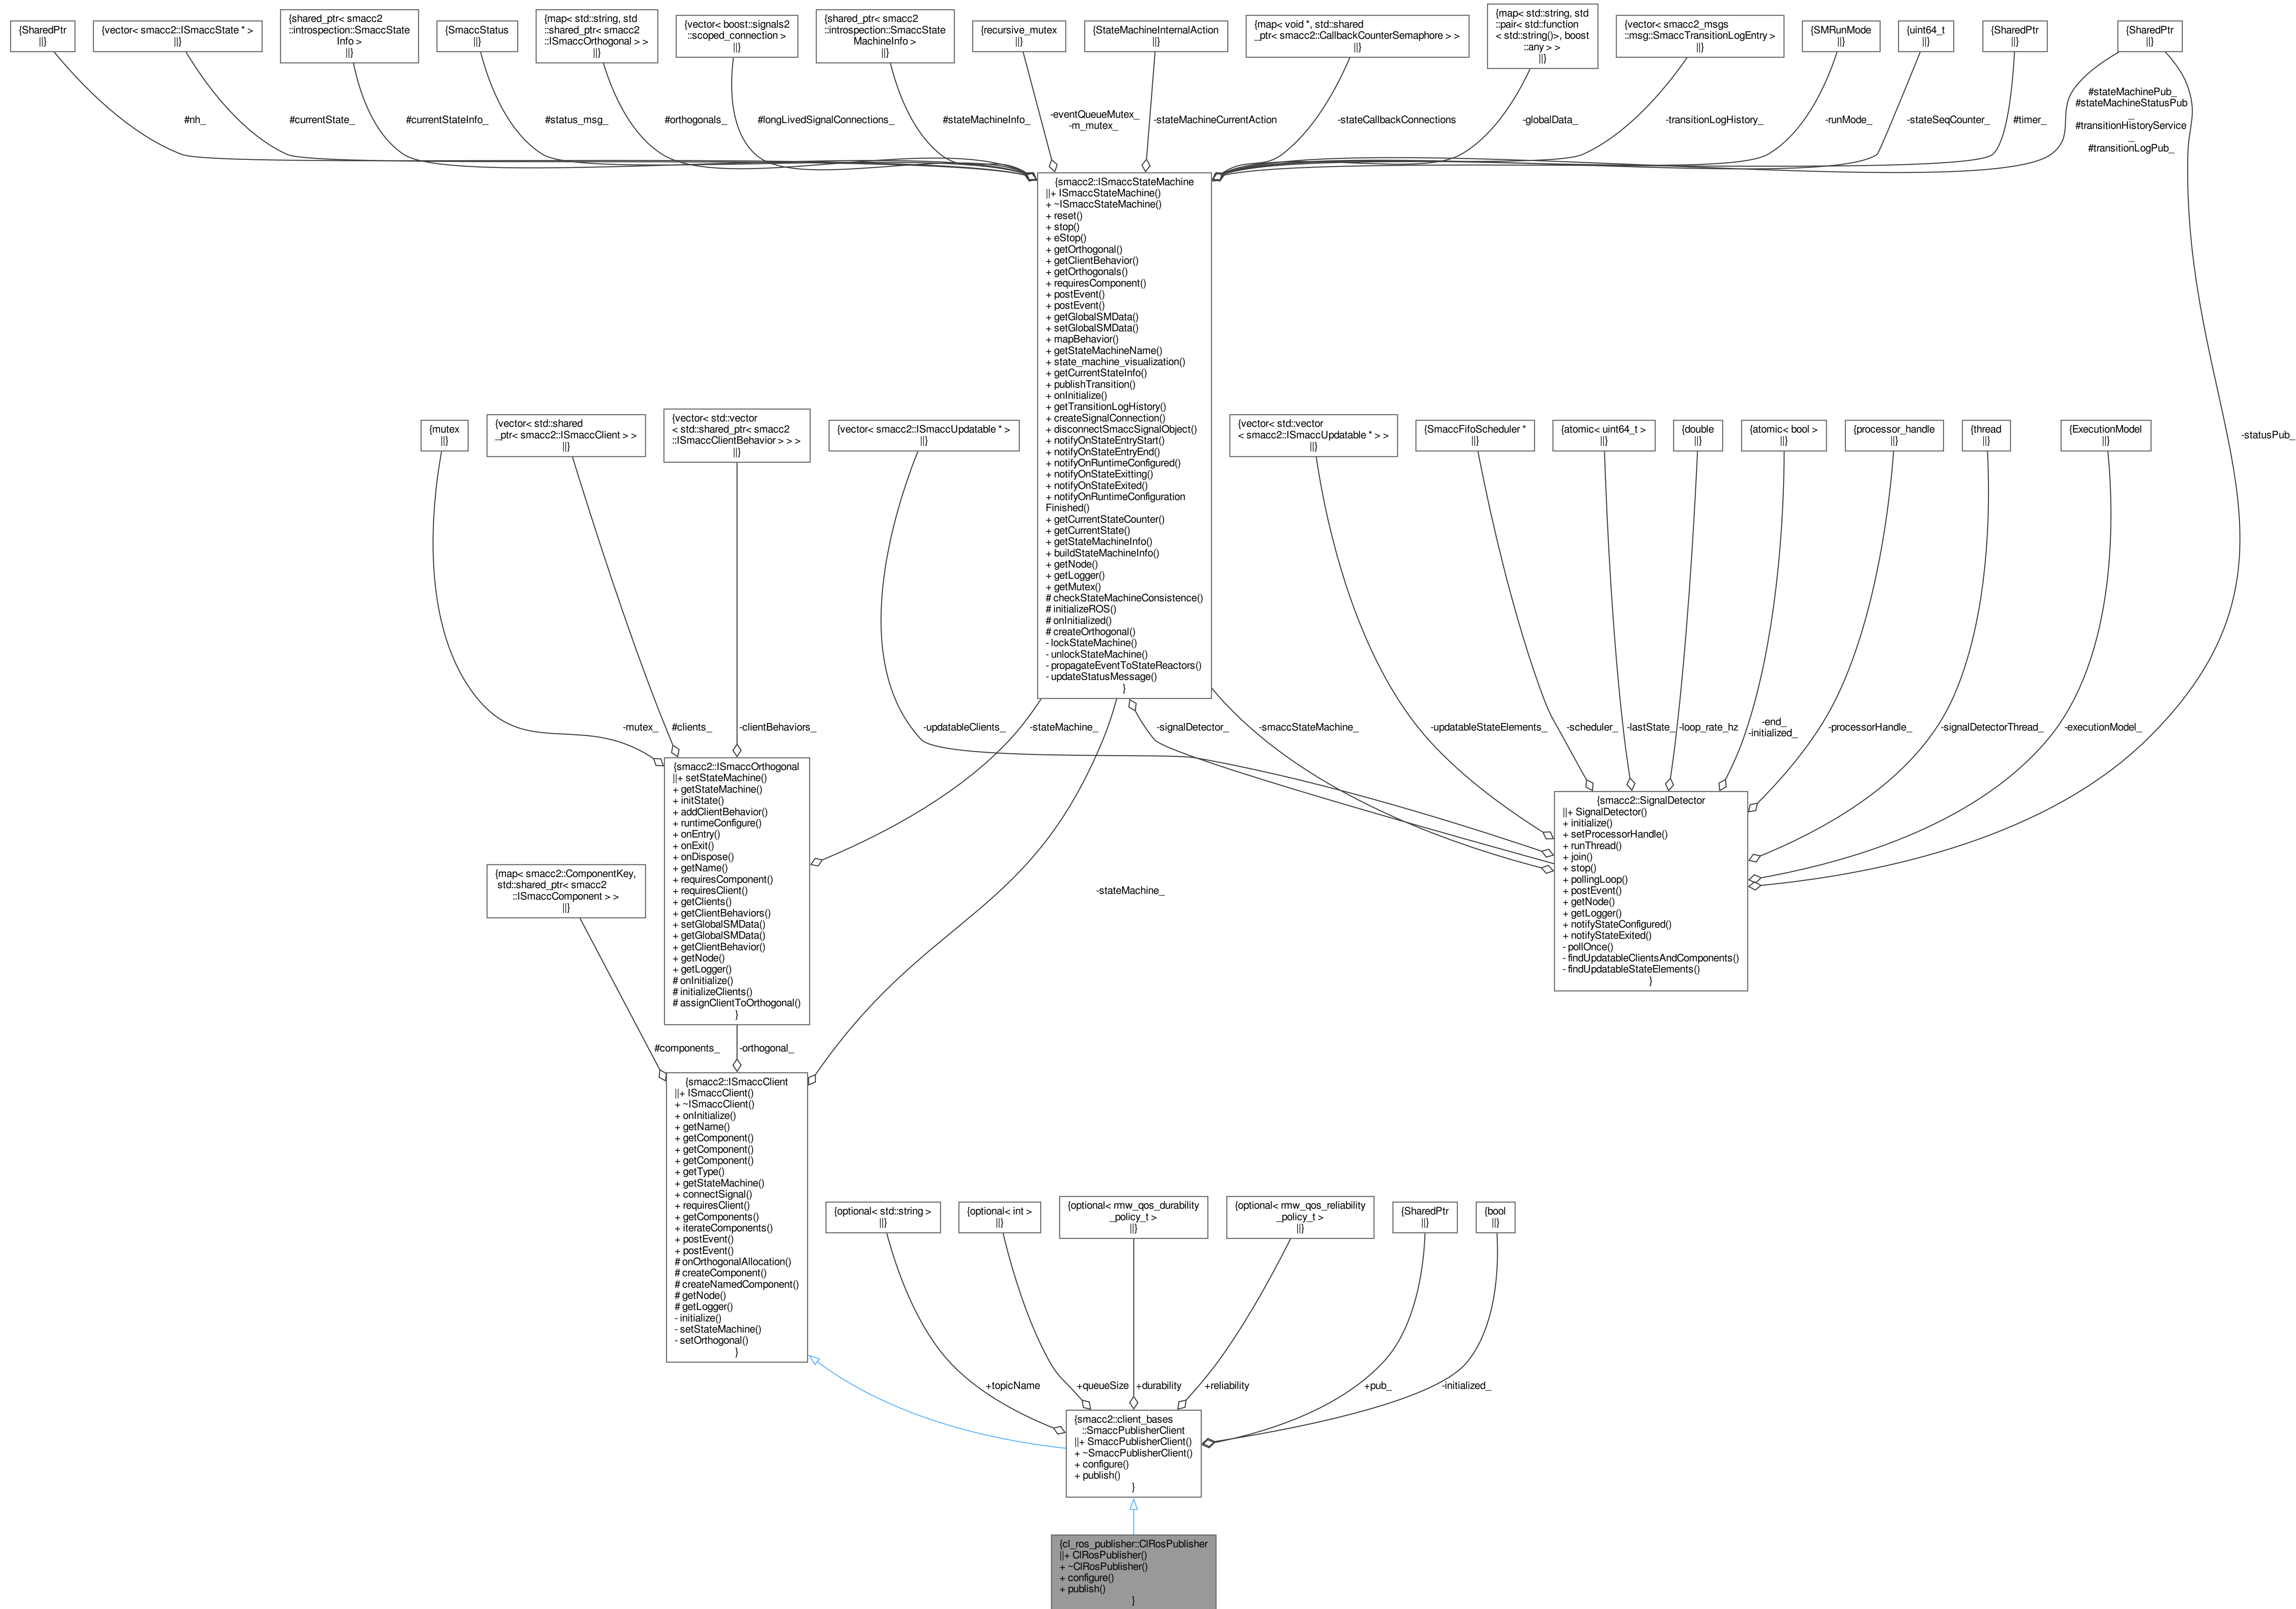 {SharedPtr
||}
{vector< smacc2::ISmaccState * >
||}
{shared_ptr< smacc2
::introspection::SmaccState
Info >
||}
{SmaccStatus
||}
{map< std::string, std
::shared_ptr< smacc2
::ISmaccOrthogonal > >
||}
{vector< boost::signals2
::scoped_connection >
||}
{shared_ptr< smacc2
::introspection::SmaccState
MachineInfo >
||}
{recursive_mutex
||}
{StateMachineInternalAction
||}
{map< void *, std::shared
_ptr< smacc2::CallbackCounterSemaphore > >
||}
{map< std::string, std
::pair< std::function
< std::string()>, boost
::any > >
||}
{vector< smacc2_msgs
::msg::SmaccTransitionLogEntry >
||}
{SMRunMode
||}
{uint64_t
||}
{SharedPtr
||}
{SharedPtr
||}
#nh_
#currentState_
#currentStateInfo_
#status_msg_
#orthogonals_
#longLivedSignalConnections_
#stateMachineInfo_
-eventQueueMutex_
-m_mutex_
-stateMachineCurrentAction
-stateCallbackConnections
-globalData_
-transitionLogHistory_
-runMode_
-stateSeqCounter_
#timer_
#stateMachinePub_
#stateMachineStatusPub
_
#transitionHistoryService
_
#transitionLogPub_
{smacc2::ISmaccStateMachine
||+ ISmaccStateMachine()
+ ~ISmaccStateMachine()
+ reset()
+ stop()
+ eStop()
+ getOrthogonal()
+ getClientBehavior()
+ getOrthogonals()
+ requiresComponent()
+ postEvent()
+ postEvent()
+ getGlobalSMData()
+ setGlobalSMData()
+ mapBehavior()
+ getStateMachineName()
+ state_machine_visualization()
+ getCurrentStateInfo()
+ publishTransition()
+ onInitialize()
+ getTransitionLogHistory()
+ createSignalConnection()
+ disconnectSmaccSignalObject()
+ notifyOnStateEntryStart()
+ notifyOnStateEntryEnd()
+ notifyOnRuntimeConfigured()
+ notifyOnStateExitting()
+ notifyOnStateExited()
+ notifyOnRuntimeConfiguration
Finished()
+ getCurrentStateCounter()
+ getCurrentState()
+ getStateMachineInfo()
+ buildStateMachineInfo()
+ getNode()
+ getLogger()
+ getMutex()
# checkStateMachineConsistence()
# initializeROS()
# onInitialized()
# createOrthogonal()
- lockStateMachine()
- unlockStateMachine()
- propagateEventToStateReactors()
- updateStatusMessage()
}
{mutex
||}
{vector< std::shared
_ptr< smacc2::ISmaccClient > >
||}
{vector< std::vector
< std::shared_ptr< smacc2
::ISmaccClientBehavior > > >
||}
{vector< smacc2::ISmaccUpdatable * >
||}
{vector< std::vector
< smacc2::ISmaccUpdatable * > >
||}
{SmaccFifoScheduler *
||}
{atomic< uint64_t >
||}
{double
||}
{atomic< bool >
||}
{processor_handle
||}
{thread
||}
{ExecutionModel
||}
-statusPub_
-mutex_
#clients_
-clientBehaviors_
-updatableClients_
-stateMachine_
-signalDetector_
-smaccStateMachine_
-updatableStateElements_
-scheduler_
-lastState_
-loop_rate_hz
-end_
-initialized_
-processorHandle_
-signalDetectorThread_
-executionModel_
{smacc2::ISmaccOrthogonal
||+ setStateMachine()
+ getStateMachine()
+ initState()
+ addClientBehavior()
+ runtimeConfigure()
+ onEntry()
+ onExit()
+ onDispose()
+ getName()
+ requiresComponent()
+ requiresClient()
+ getClients()
+ getClientBehaviors()
+ setGlobalSMData()
+ getGlobalSMData()
+ getClientBehavior()
+ getNode()
+ getLogger()
# onInitialize()
# initializeClients()
# assignClientToOrthogonal()
}
{smacc2::SignalDetector
||+ SignalDetector()
+ initialize()
+ setProcessorHandle()
+ runThread()
+ join()
+ stop()
+ pollingLoop()
+ postEvent()
+ getNode()
+ getLogger()
+ notifyStateConfigured()
+ notifyStateExited()
- pollOnce()
- findUpdatableClientsAndComponents()
- findUpdatableStateElements()
}
{map< smacc2::ComponentKey,
std::shared_ptr< smacc2
::ISmaccComponent > >
||}
-stateMachine_
#components_
-orthogonal_
{smacc2::ISmaccClient
||+ ISmaccClient()
+ ~ISmaccClient()
+ onInitialize()
+ getName()
+ getComponent()
+ getComponent()
+ getComponent()
+ getType()
+ getStateMachine()
+ connectSignal()
+ requiresClient()
+ getComponents()
+ iterateComponents()
+ postEvent()
+ postEvent()
# onOrthogonalAllocation()
# createComponent()
# createNamedComponent()
# getNode()
# getLogger()
- initialize()
- setStateMachine()
- setOrthogonal()
}
{optional< std::string >
||}
{optional< int >
||}
{optional< rmw_qos_durability
_policy_t >
||}
{optional< rmw_qos_reliability
_policy_t >
||}
{SharedPtr
||}
{bool
||}
+topicName
+queueSize
+durability
+reliability
+pub_
-initialized_
{smacc2::client_bases
::SmaccPublisherClient
||+ SmaccPublisherClient()
+ ~SmaccPublisherClient()
+ configure()
+ publish()
}
{cl_ros_publisher::ClRosPublisher
||+ ClRosPublisher()
+ ~ClRosPublisher()
+ configure()
+ publish()
}